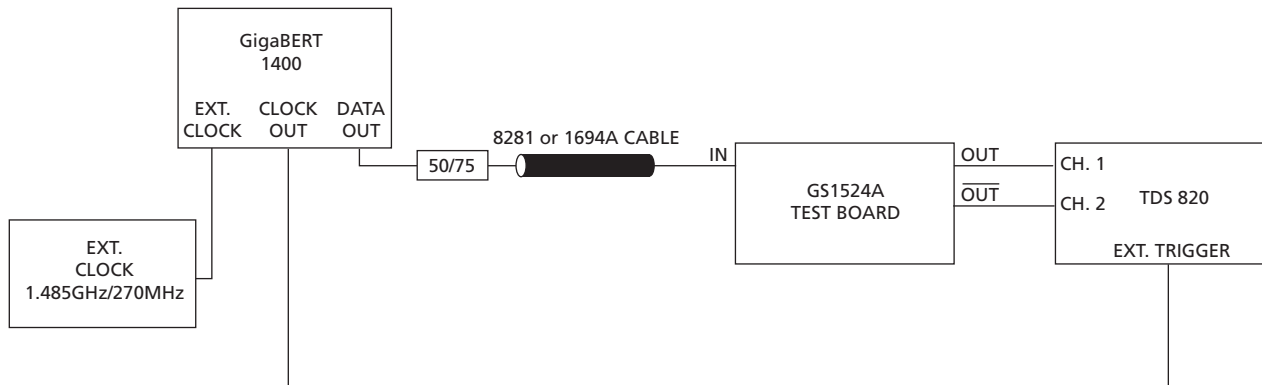 GigaBERT
1400
EXT. CLOCK DATA
CLOCK OUT OUT
8281 or 1694A CABLE
50/75
IN
GS1524A
TEST BOARD
OUT
OUT
CH. 1
CH. 2
TDS 820
EXT. TRIGGER
EXT.
CLOCK
1.485GHz/270MHz